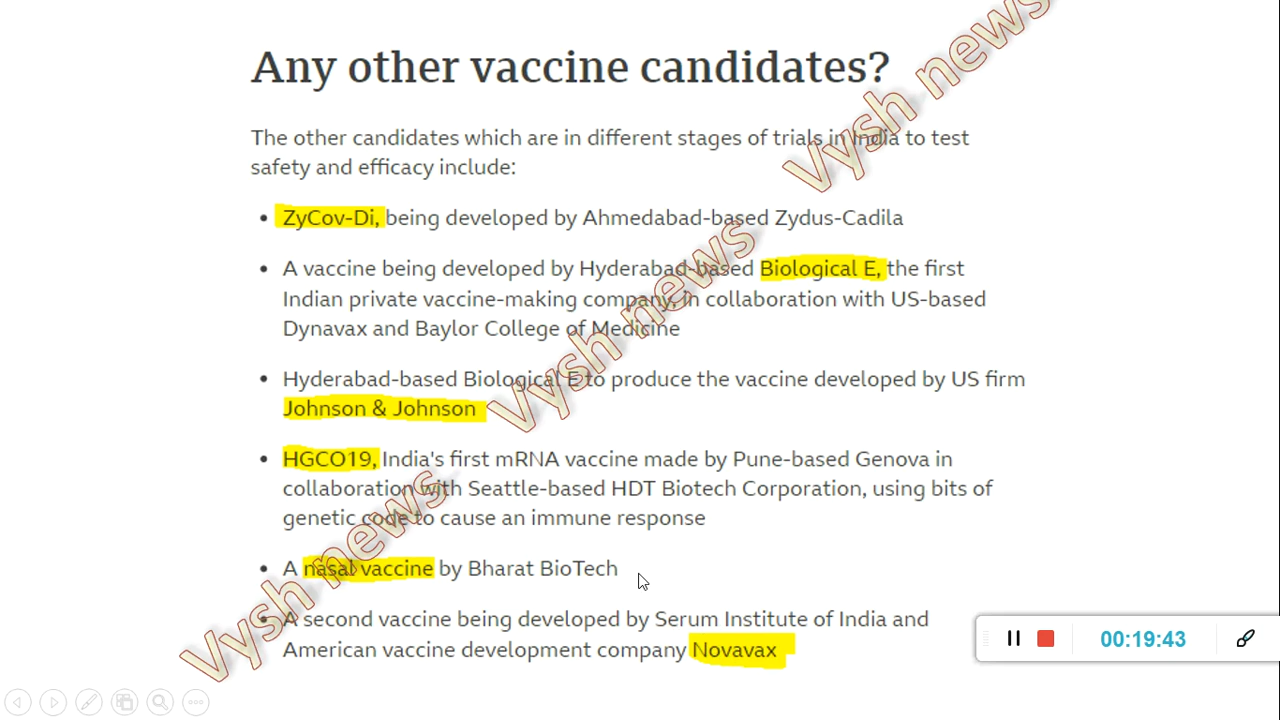 Any other vaccine candidates?
The other candidates which are in different stages of trials in India to test
safety and efficacy include:
• ZyCov-Di, being developed by Ahmedabad-based Zydus-Cadila
• A vaccine being developed by Hyderabad-based Biological E, the first
Indian private vaccine-making company, in collaboration with US-based
Dynavax and Baylor College of Medicine
• Hyderabad-based Biological E to produce the vaccine developed by US firm
Johnson & Johnson
• HGCO19, India's first mRNA vaccine made by Pune-based Genova in
collaboration with Seattle-based HDT Biotech Corporation, using bits of
genetic code to cause an immune response
• A nasal vaccine by Bharat BioTech
• A second vaccine being developed by Serum Institute of India and
American vaccine development company Novavax
Vysh news
Vysh news
Vysh news
00:19:43